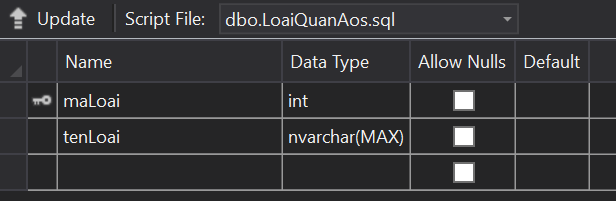 Update Script File: dbo.LoaiQuanAos.sql
Name Data Type Allow Nulls Default
maLoai int
tenLoai nvarchar(MAX)